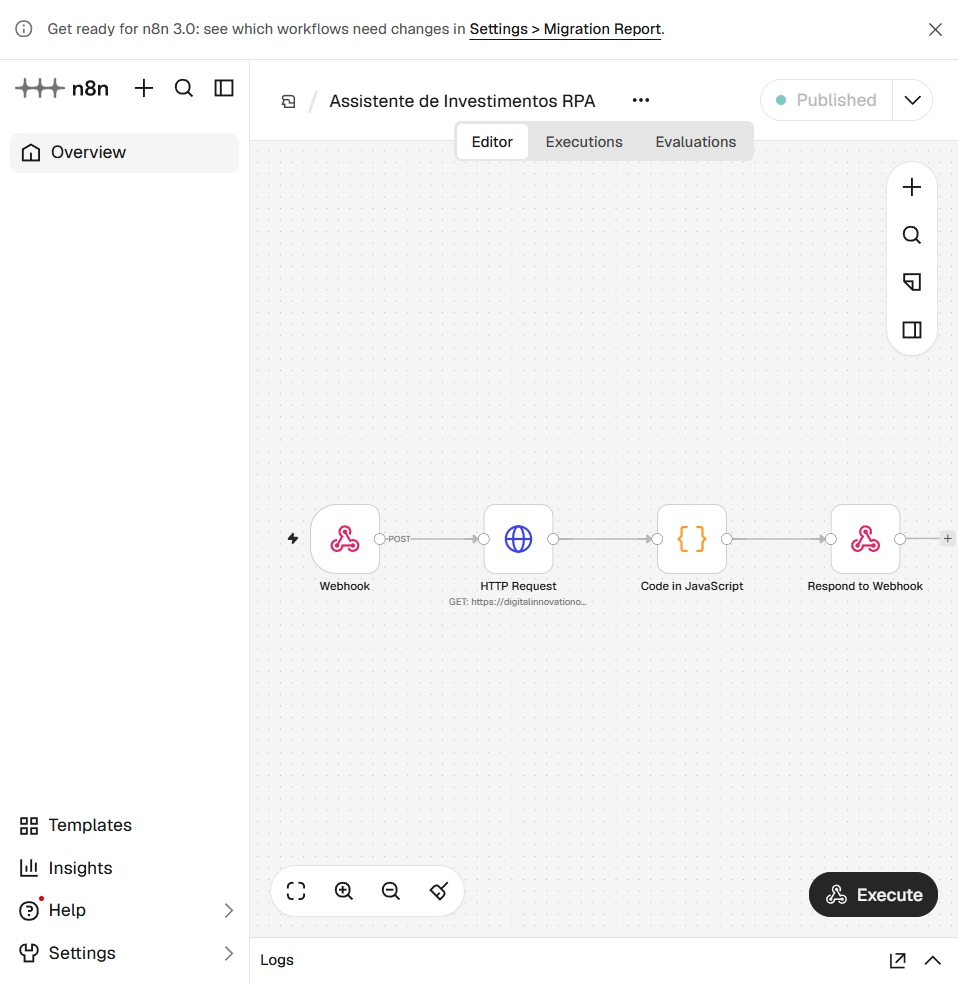 Get ready for n8n 3.0: see which workflows need changes in Settings > Migration Report.
n8n
Assistente de Investimentos RPA
Published
Overview
Editor
Executions
Evaluations
POST
Webhook
HTTP Request
Code in JavaScript
Respond to Webhook
GET: https://digitalinnovationo...
Templates
Insights
Help
Settings
Execute
Logs